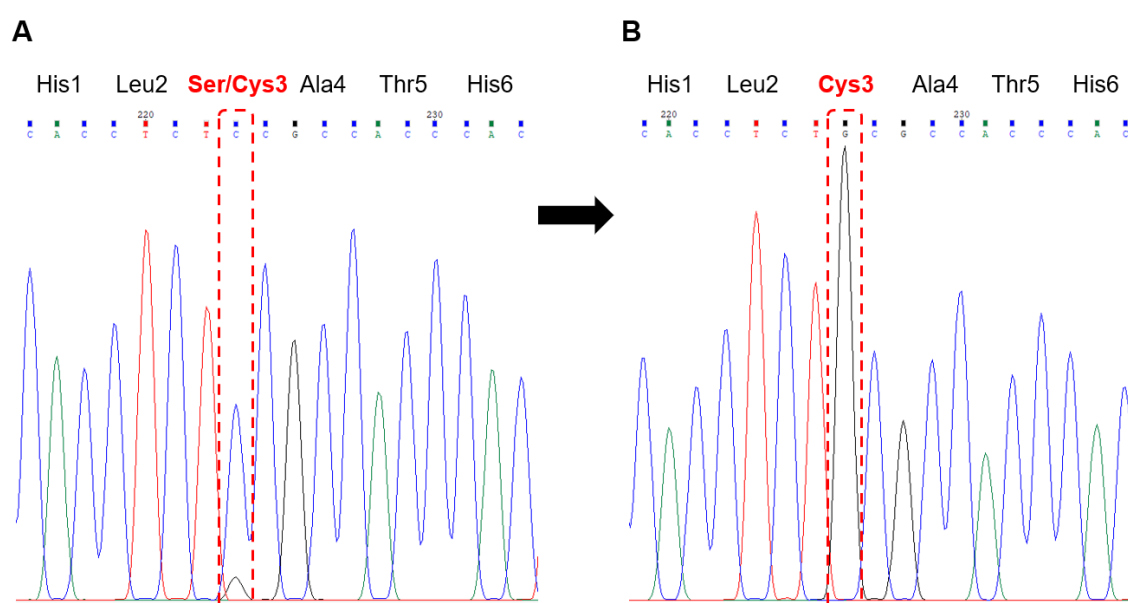 A
His1 Leu2 Ser/Cys3 Ala4 Thr5 His6
220 230
C A C C T C T C C G C C A C C C A C
B
His1 Leu2 Cys3 Ala4 Thr5 His6
220 230
C A C C T C T G C G C C A C C C A C